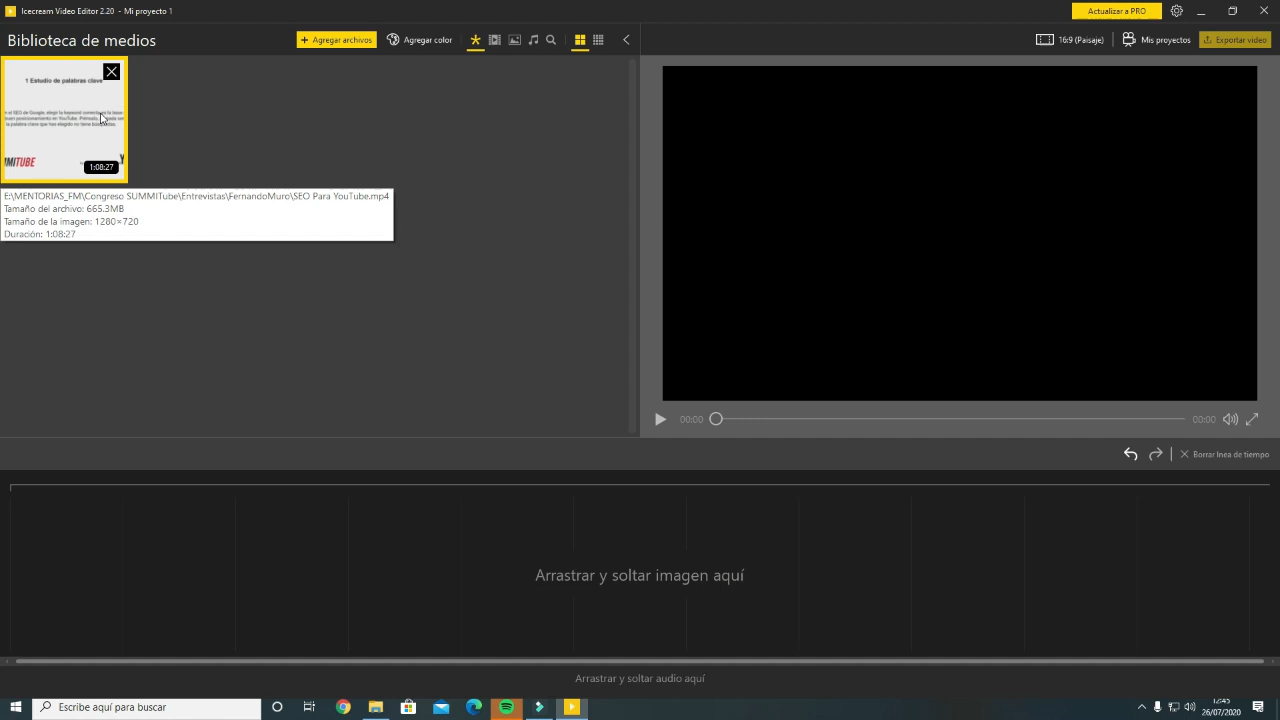 Icecream Video Editor 2.20 - Mi proyecto 1
Actualizar a PRO
Biblioteca de medios
+ Agregar archivos
Agregar color
16:9 (Paisaje)
Mis proyectos
Exportar video
1 Estudio de palabras clave
MITUBE
1:08:27
E:\MENTORIAS_FM\Congreso SUMMITube\Entrevistas\FernandoMuro\SEO Para YouTube.mp4
Tamaño del archivo: 665.3MB
Tamaño de la imagen: 1280×720
Duración: 1:08:27
00:00
00:00
Borrar línea de tiempo
Arrastrar y soltar imagen aquí
Arrastrar y soltar audio aquí
Escribe aquí para buscar
12:45
26/07/2020